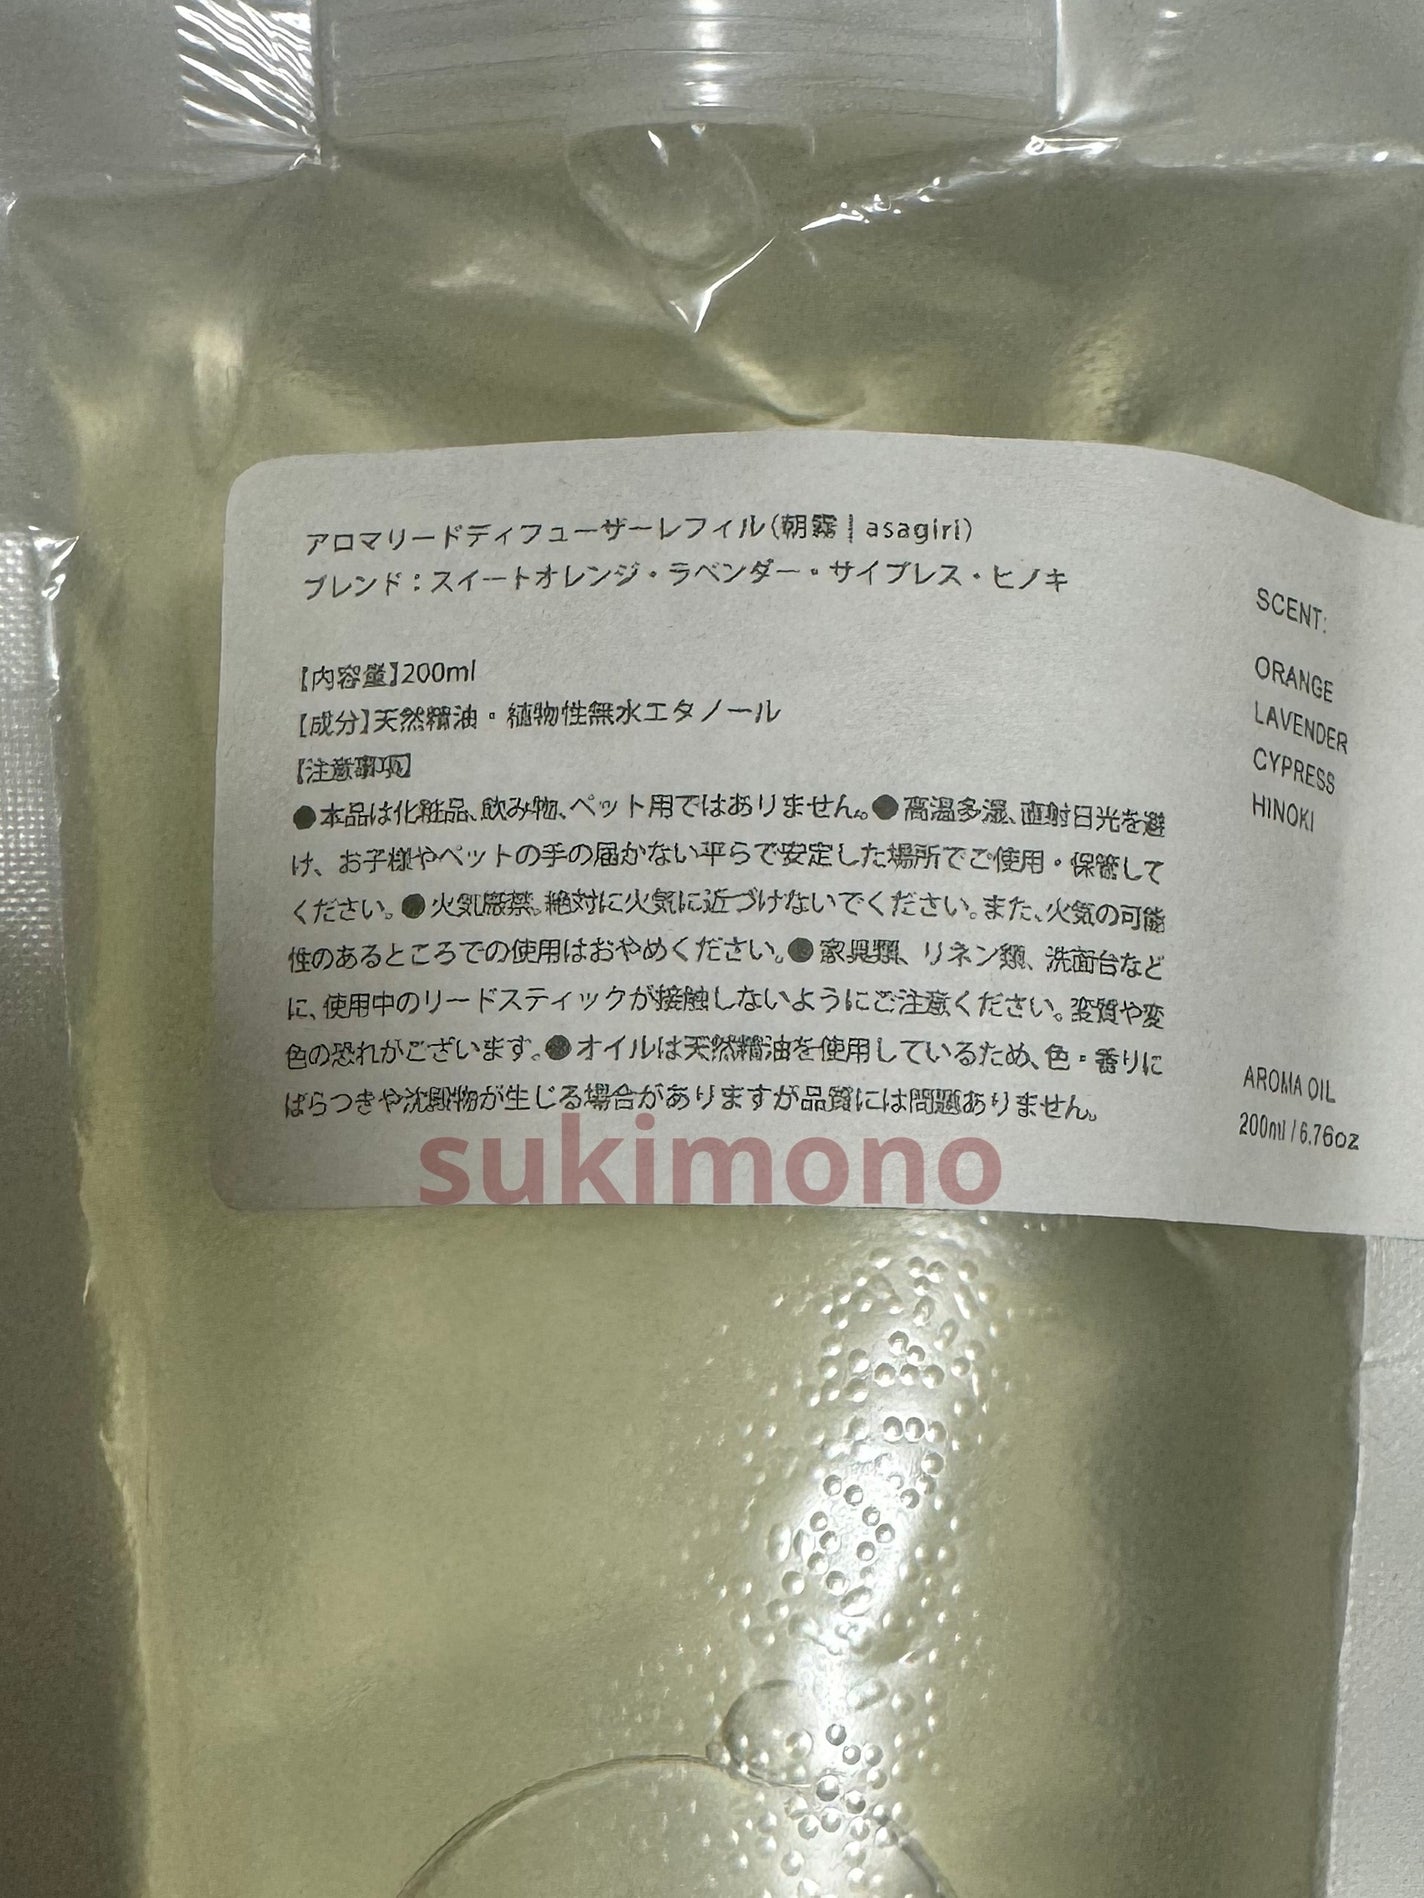 アロマリードディフューザーレフィル(朝霧 | asagiri)
ブレンド：スイートオレンジ・ラベンダー・サイプレス・ヒノキ
【内容量】200ml
【成分】天然精油・植物性無水エタノール
【注意事項】
●本品は化粧品、飲み物、ペット用ではありません。●高温多湿、直射日光を避
け、お子様やペットの手の届かない平らで安定した場所でご使用・保管して
ください。●火気厳禁。絶対に火気に近づけないでください。また、火気の可能
性のあるところでの使用はおやめください。●家具類、リネン類、洗面台など
に、使用中のリードスティックが接触しないようにご注意ください。変質や変
色の恐れがございます。●オイルは天然精油を使用しているため、色・香りに
ばらつきや沈殿物が生じる場合がありますが品質には問題ありません。
SCENT:
ORANGE
LAVENDER
CYPRESS
HINOKI
AROMA OIL
200ml / 6.76oz
sukimono